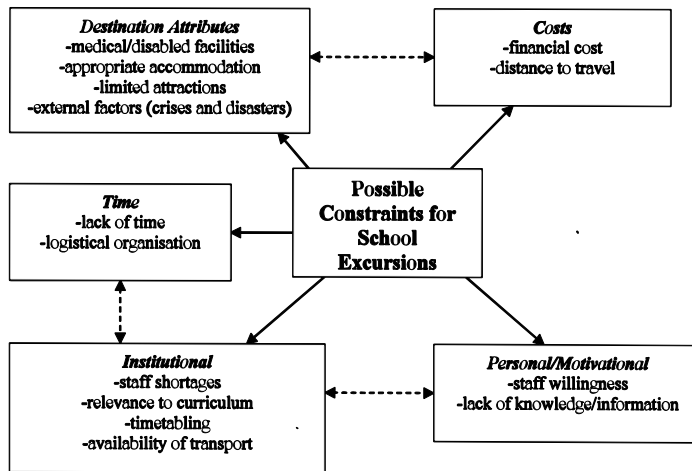 Destination Attributes
-medical/disabled facilities
-appropriate accommodation
-limited attractions
-external factors (crises and disasters)
Costs
-financial cost
-distance to travel
Possible
Constraints for
School
Excursions
Time
-lack of time
-logistical organisation
Institutional
-staff shortages
-relevance to curriculum
-timetabling
-availability of transport
Personal/Motivational
-staff willingness
-lack of knowledge/information